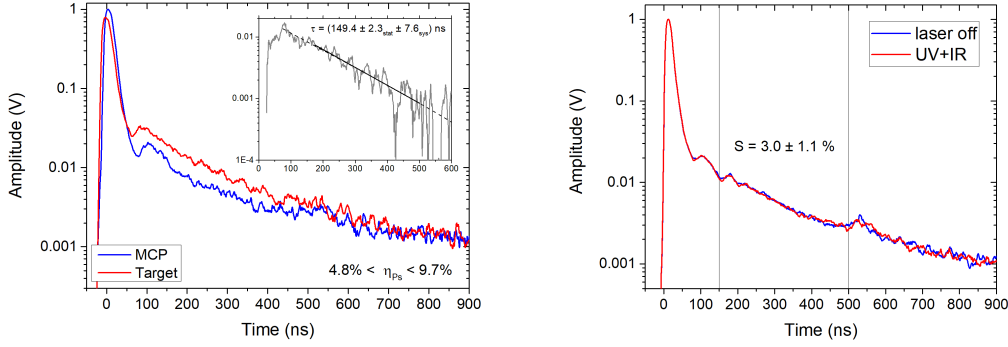 Amplitude (V)
1
0.1
0.01
0.001
0 100 200 300 400 500 600 700 800 900
Time (ns)
MCP
Target
4.8% < ηPs < 9.7%
τ = (149.4 ± 2.3stat ± 7.6sys) ns
0.01
0.001
1E-4
0 100 200 300 400 500 600
Amplitude (V)
1
0.1
0.01
0.001
0 100 200 300 400 500 600 700 800 900
Time (ns)
laser off
UV+IR
S = 3.0 ± 1.1 %